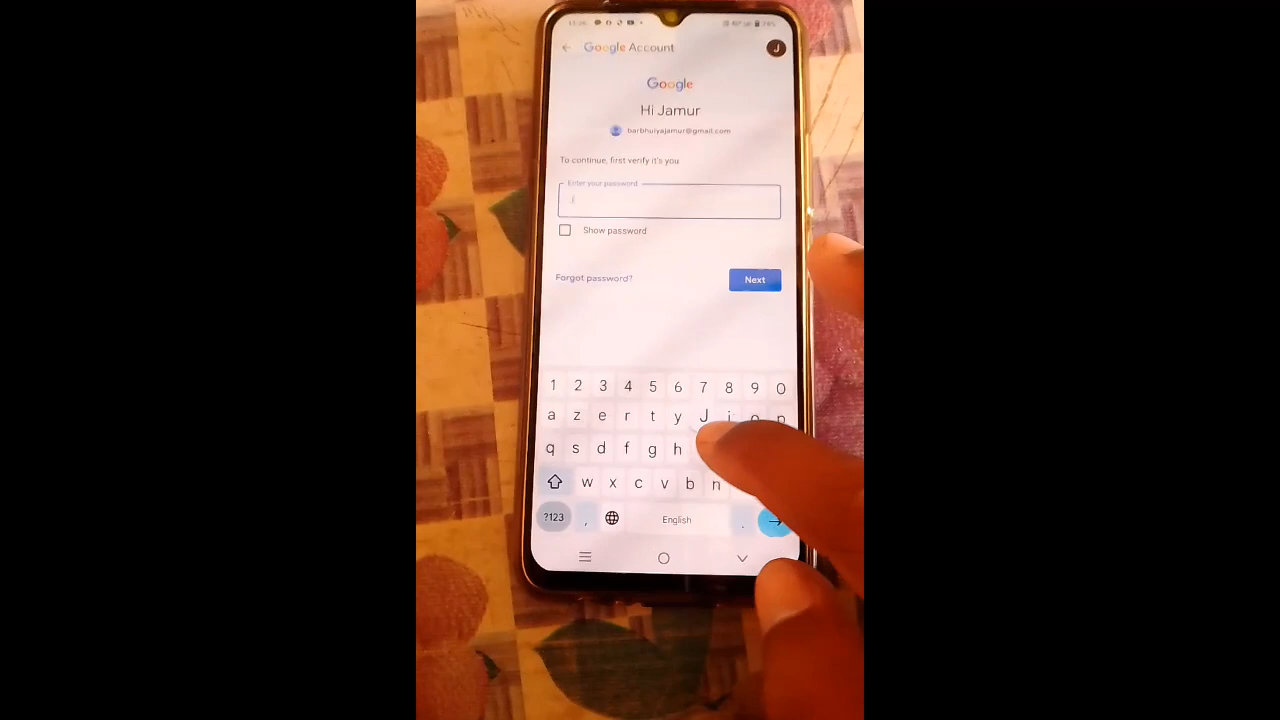 Google Account
J
Google
Hi Jamur
barbhuiyajamur@gmail.com
To continue, first verify it's you
Enter your password
Show password
Forgot password?
Next
1 2 3 4 5 6 7 8 9 0
a z e r t y J i o p
q s d f g h
w x c v b n
?123 , English .